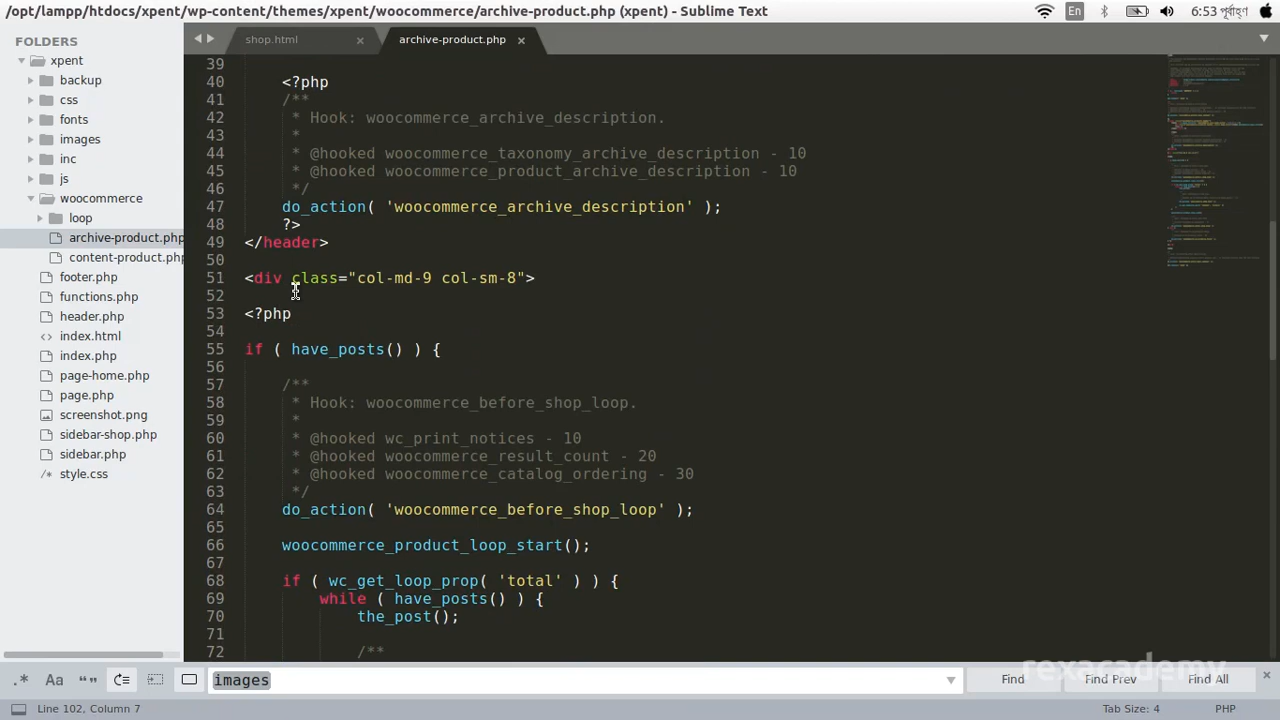 /opt/lampp/htdocs/xpent/wp-content/themes/xpent/woocommerce/archive-product.php (xpent) - Sublime Text
En
6:53 পূর্বাহ্ণ
FOLDERS
xpent
backup
css
fonts
images
inc
js
woocommerce
loop
archive-product.php
content-product.php
footer.php
functions.php
header.php
index.html
index.php
page-home.php
page.php
screenshot.png
sidebar-shop.php
sidebar.php
/* style.css
shop.html ×
archive-product.php ×
39
40 <?php
41 /**
42 * Hook: woocommerce_archive_description.
43 *
44 * @hooked woocommerce_taxonomy_archive_description - 10
45 * @hooked woocommerce_product_archive_description - 10
46 */
47 do_action( 'woocommerce_archive_description' );
48 ?>
49 </header>
50
51 <div class="col-md-9 col-sm-8">
52
53 <?php
54
55 if ( have_posts() ) {
56
57 /**
58 * Hook: woocommerce_before_shop_loop.
59 *
60 * @hooked wc_print_notices - 10
61 * @hooked woocommerce_result_count - 20
62 * @hooked woocommerce_catalog_ordering - 30
63 */
64 do_action( 'woocommerce_before_shop_loop' );
65
66 woocommerce_product_loop_start();
67
68 if ( wc_get_loop_prop( 'total' ) ) {
69 while ( have_posts() ) {
70 the_post();
71
72 /**
rexacademy
.* Aa “” images Find Find Prev Find All ×
Line 102, Column 7
Tab Size: 4 PHP